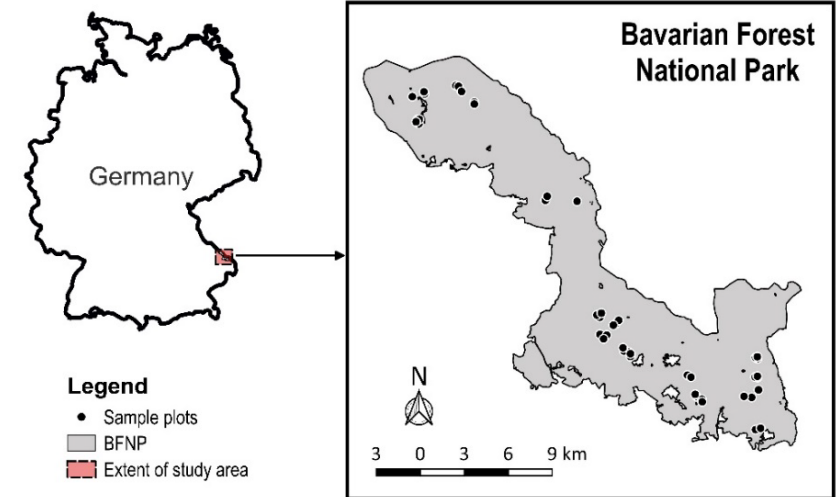 Bavarian Forest
National Park
Germany
Legend
Sample plots
BFNP
Extent of study area
N
3 0 3 6 9 km